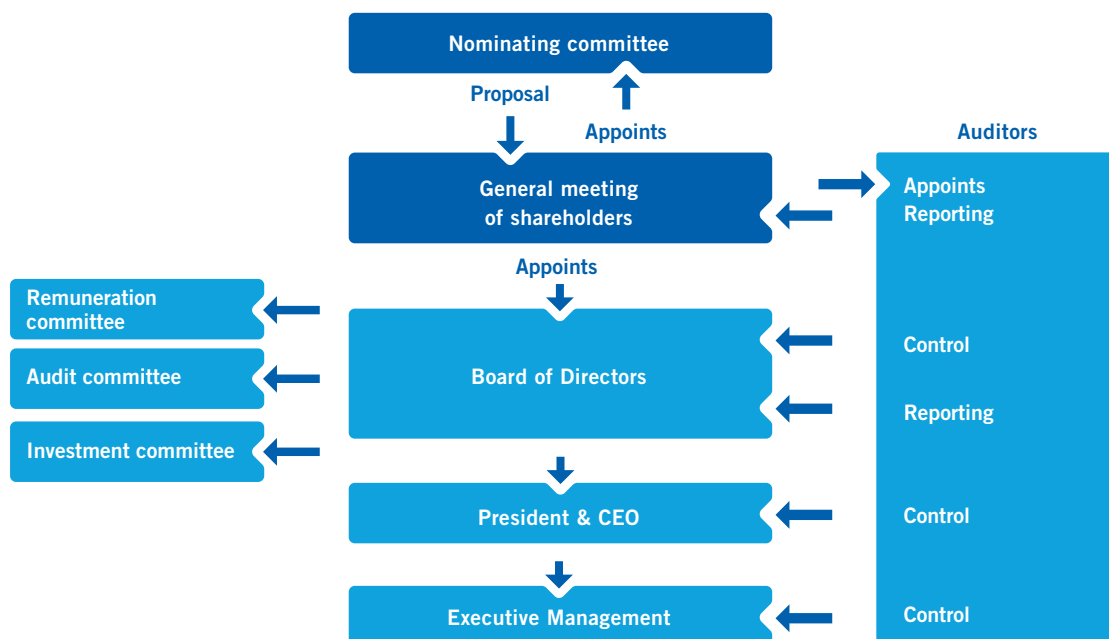 Nominating committee
Proposal
Appoints
Auditors
General meeting
of shareholders
Appoints
Reporting
Appoints
Remuneration
committee
Audit committee
Investment committee
Board of Directors
Control
Reporting
President & CEO
Control
Executive Management
Control